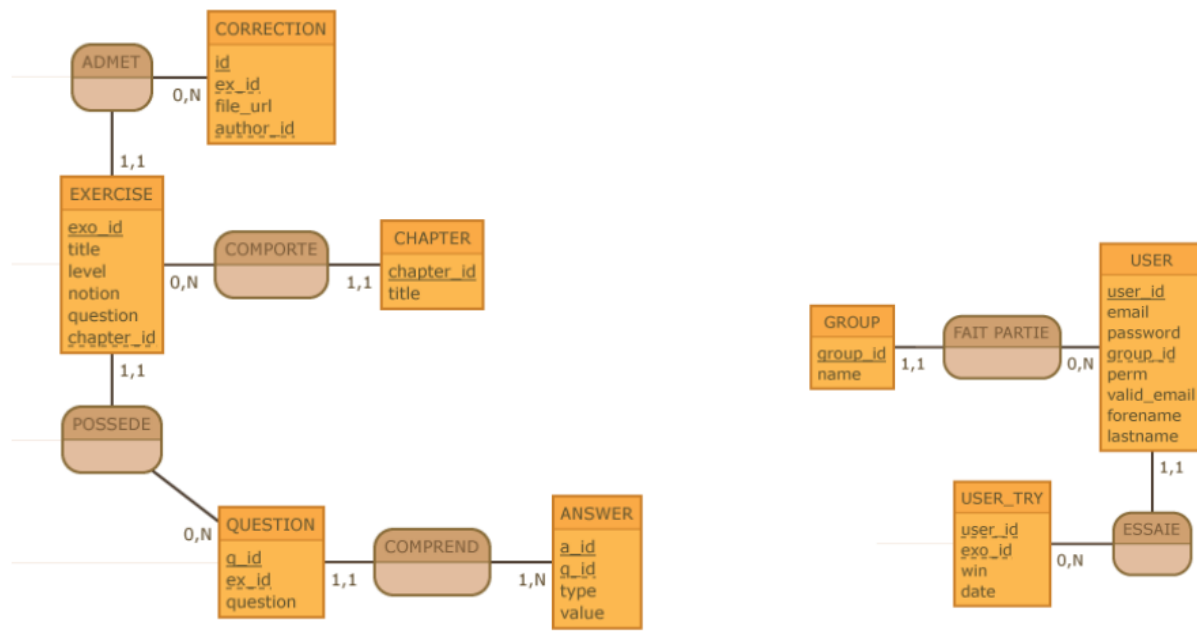 CORRECTION
id
ex_id
file_url
author_id
ADMET
0,N
1,1
EXERCISE
exo_id
title
level
notion
question
chapter_id
0,N
COMPORTE
1,1
CHAPTER
chapter_id
title
1,1
POSSEDE
0,N
QUESTION
q_id
ex_id
question
1,1
COMPREND
1,N
ANSWER
a_id
q_id
type
value
GROUP
group_id
name
1,1
FAIT PARTIE
0,N
USER
user_id
email
password
group_id
perm
valid_email
forename
lastname
1,1
ESSAIE
0,N
USER_TRY
user_id
exo_id
win
date